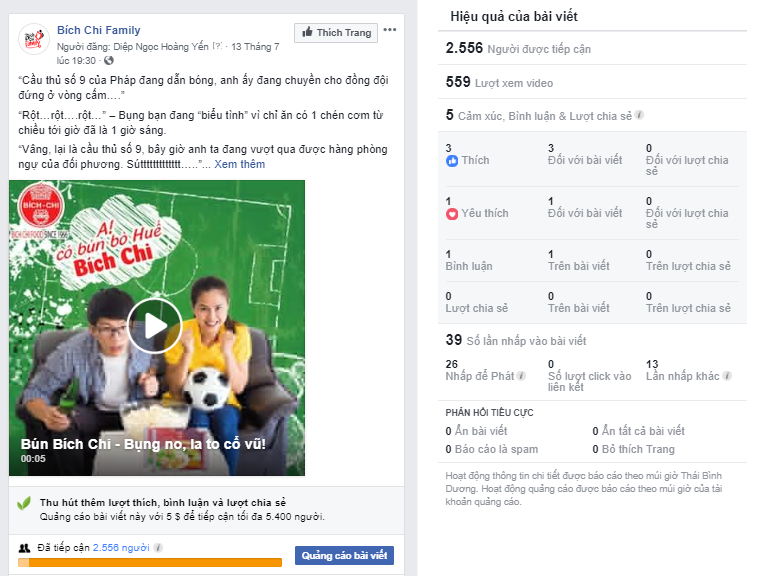 Bích Chi Family
Người đăng: Diệp Ngọc Hoàng Yến [?] · 13 Tháng 7
lúc 19:30 ·
Thích Trang
“Cầu thủ số 9 của Pháp đang dẫn bóng, anh ấy đang chuyền cho đồng đội
đứng ở vòng cấm....”
“Rột...rột....rột...” – Bụng bạn đang “biểu tình” vì chỉ ăn có 1 chén cơm từ
chiều tới giờ đã là 1 giờ sáng.
“Vâng, lại là cầu thủ số 9, bây giờ anh ta đang vượt qua được hàng phòng
ngự của đối phương. Sútttttttttttttt.....”... Xem thêm
BÍCH-CHI
BICH CHI FOOD SINCE 1966
A!
có bún bò Huế
Bích Chi
Bún Bích Chi - Bụng no, la to cổ vũ!
00:05
Thu hút thêm lượt thích, bình luận và lượt chia sẻ
Quảng cáo bài viết này với 5 $ để tiếp cận tối đa 5.400 người.
Đã tiếp cận 2.556 người
Quảng cáo bài viết
Hiệu quả của bài viết
2.556 Người được tiếp cận
559 Lượt xem video
5 Cảm xúc, Bình luận & Lượt chia sẻ
3 3 0
Thích Đối với bài viết Đối với lượt chia
sẻ
1 1 0
Yêu thích Đối với bài viết Đối với lượt chia
sẻ
1 1 0
Bình luận Trên bài viết Trên lượt chia sẻ
0 0 0
Lượt chia sẻ Trên bài viết Trên lượt chia sẻ
39 Số lần nhấp vào bài viết
26 0 13
Nhấp để Phát Số lượt click vào Lần nhấp khác
liên kết
PHẢN HỒI TIÊU CỰC
0 Ẩn bài viết 0 Ẩn tất cả bài viết
0 Báo cáo là spam 0 Bỏ thích Trang
Hoạt động thông tin chi tiết được báo cáo theo múi giờ Thái Bình
Dương. Hoạt động quảng cáo được báo cáo theo múi giờ của tài
khoản quảng cáo.